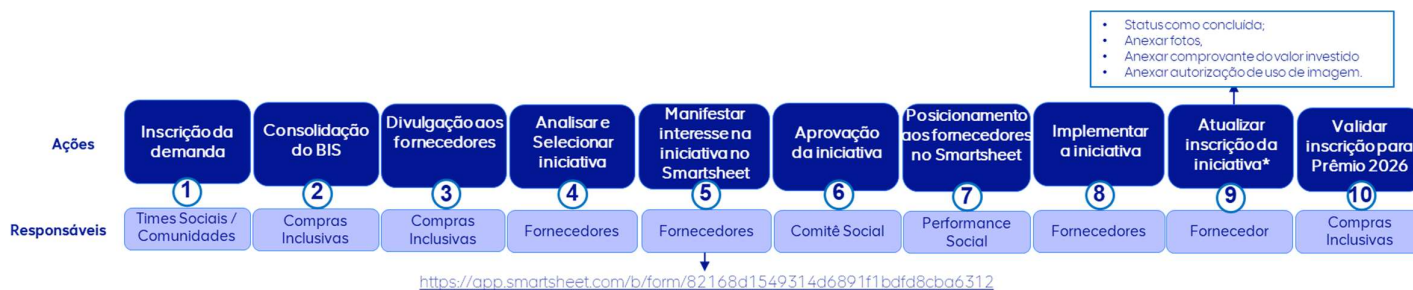 • Status como concluída;
• Anexar fotos,
• Anexar comprovante do valor investido
• Anexar autorização de uso de imagem.
Ações
Inscrição da
demanda
1
Consolidação
do BIS
2
Divulgação aos
fornecedores
3
Analisar e
Selecionar
iniciativa
4
Manifestar
interesse na
iniciativa no
Smartsheet
5
Aprovação
da iniciativa
6
Posicionamento
aos fornecedores
no Smartsheet
7
Implementar
a iniciativa
8
Atualizar
inscrição da
iniciativa*
9
Validar
inscrição para
Prêmio 2026
10
Responsáveis
Times Sociais /
Comunidades
Compras
Inclusivas
Compras
Inclusivas
Fornecedores
Fornecedores
Comitê Social
Performance
Social
Fornecedores
Fornecedor
Compras
Inclusivas
https://app.smartsheet.com/b/form/82168d1549314d6891f1bdfd8cba6312